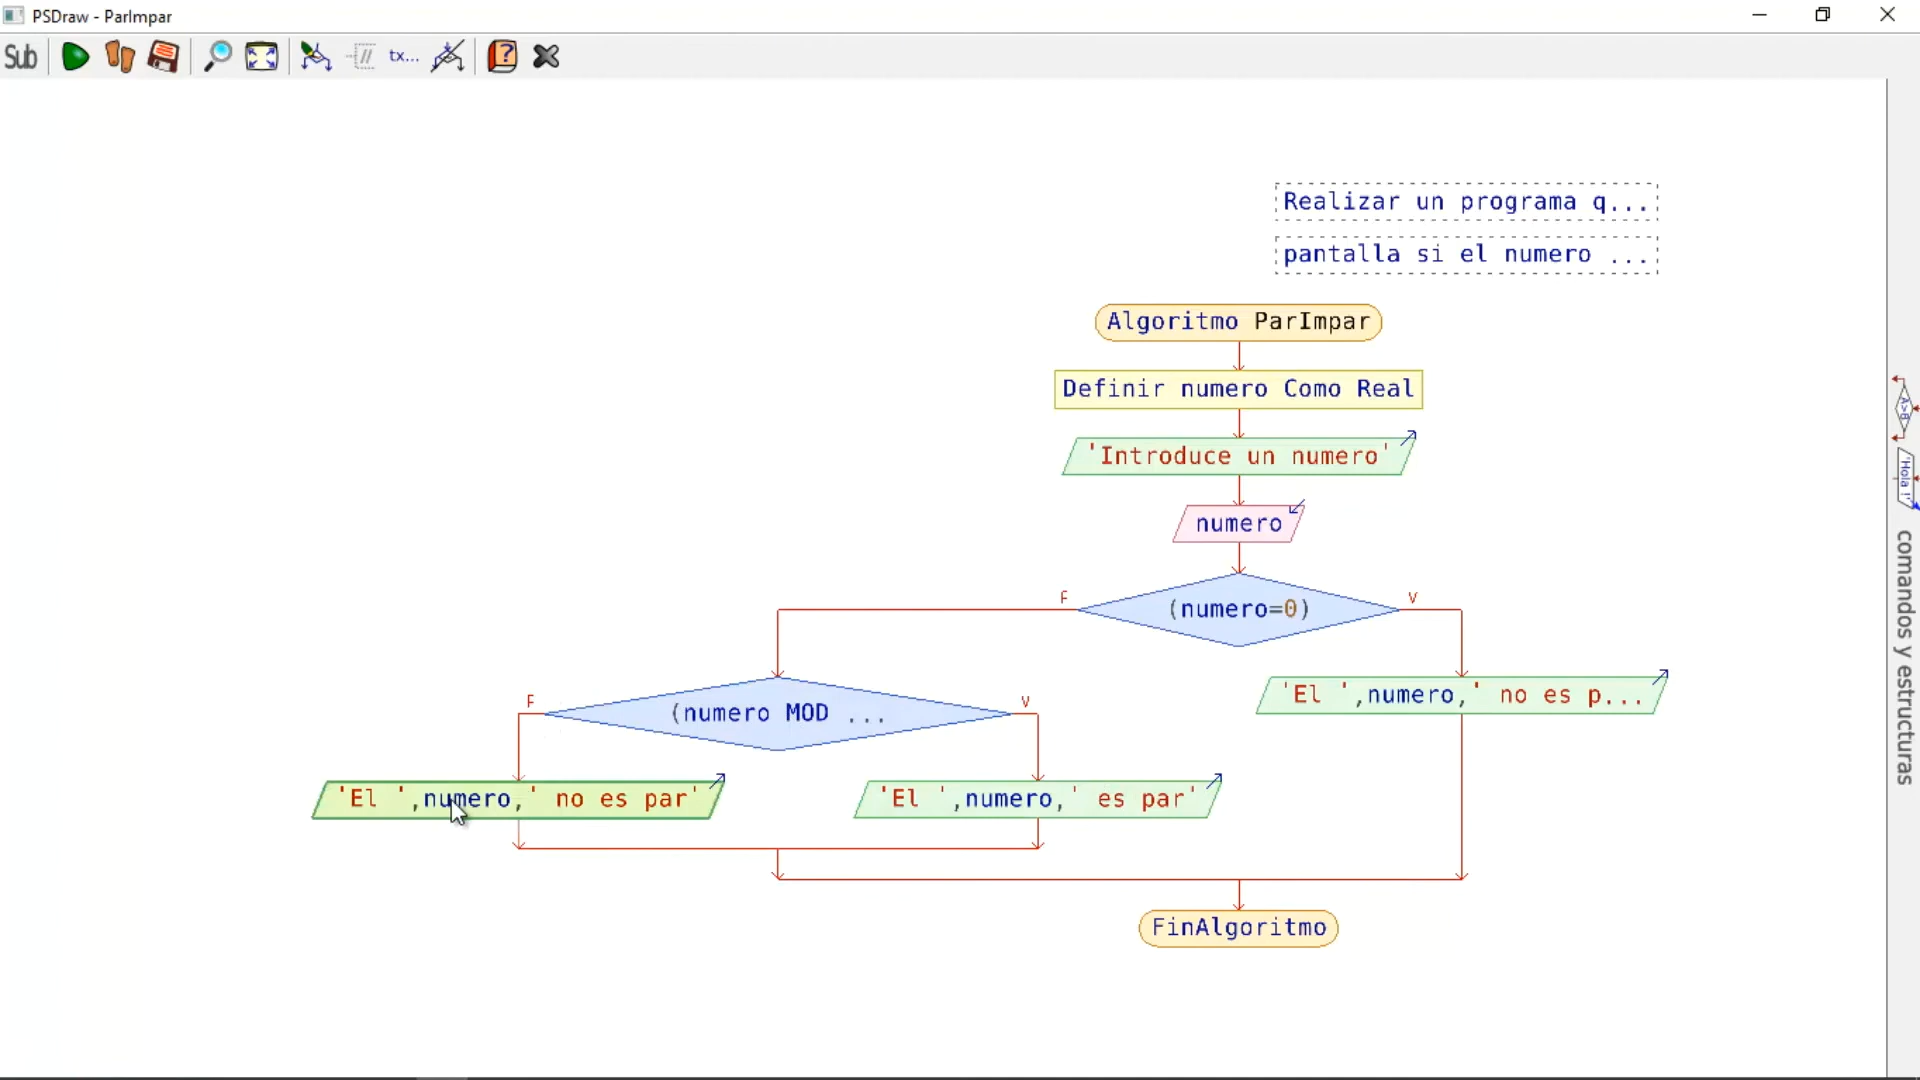 PSDraw - ParImpar
Sub
tx...
Realizar un programa q...
pantalla si el numero ...
Algoritmo ParImpar
Definir numero Como Real
'Introduce un numero'
numero
F
(numero=0)
V
'El ',numero,' no es p...
F
(numero MOD ...
V
'El ',numero,' no es par'
'El ',numero,' es par'
FinAlgoritmo
A>B
'Hola !'
comandos y estructuras